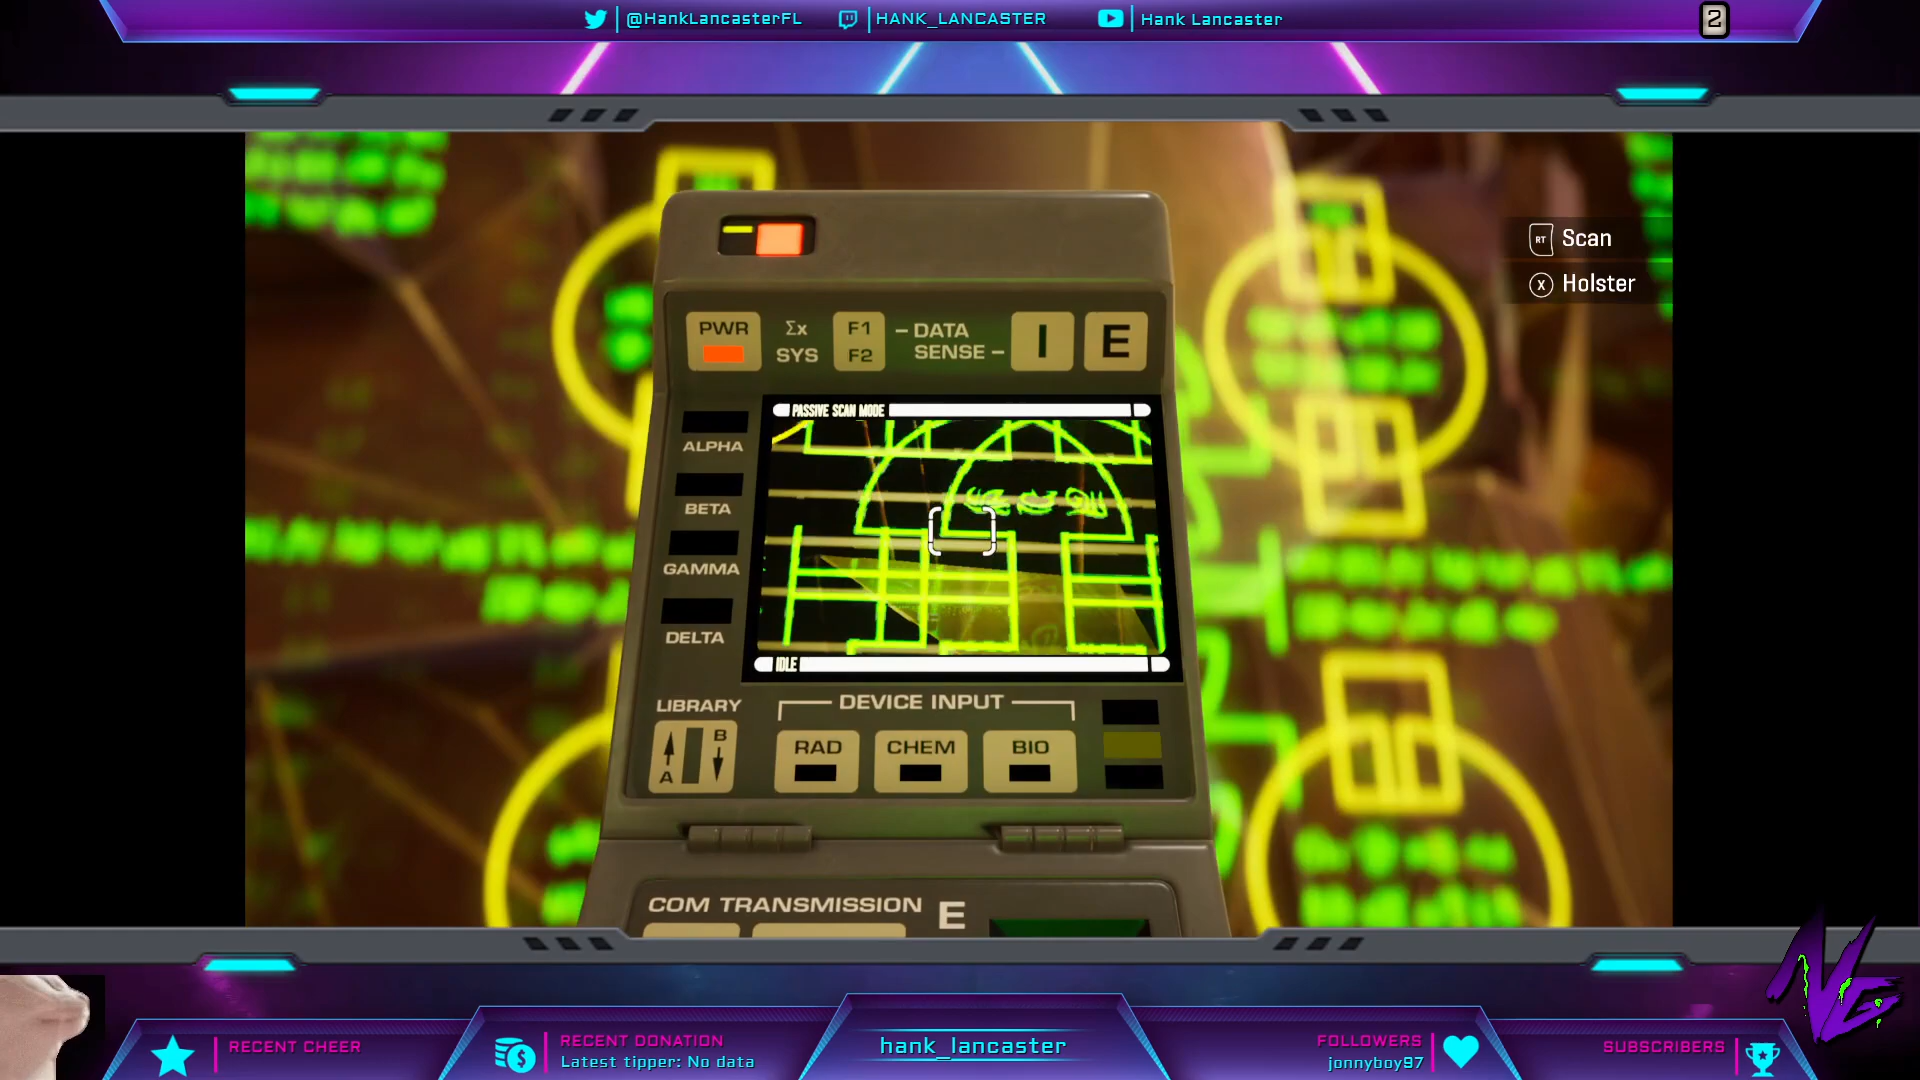 @HankLancasterFL
HANK_LANCASTER
Hank Lancaster
2
RT Scan
X Holster
PWR
Σx
SYS
F1
F2
– DATA
SENSE –
I
E
PASSIVE SCAN MODE
ALPHA
BETA
GAMMA
DELTA
IDLE
LIBRARY
A
B
DEVICE INPUT
RAD
CHEM
BIO
COM TRANSMISSION
E
RECENT CHEER
RECENT DONATION
Latest tipper: No data
hank_lancaster
FOLLOWERS
jonnyboy97
SUBSCRIBERS
NG